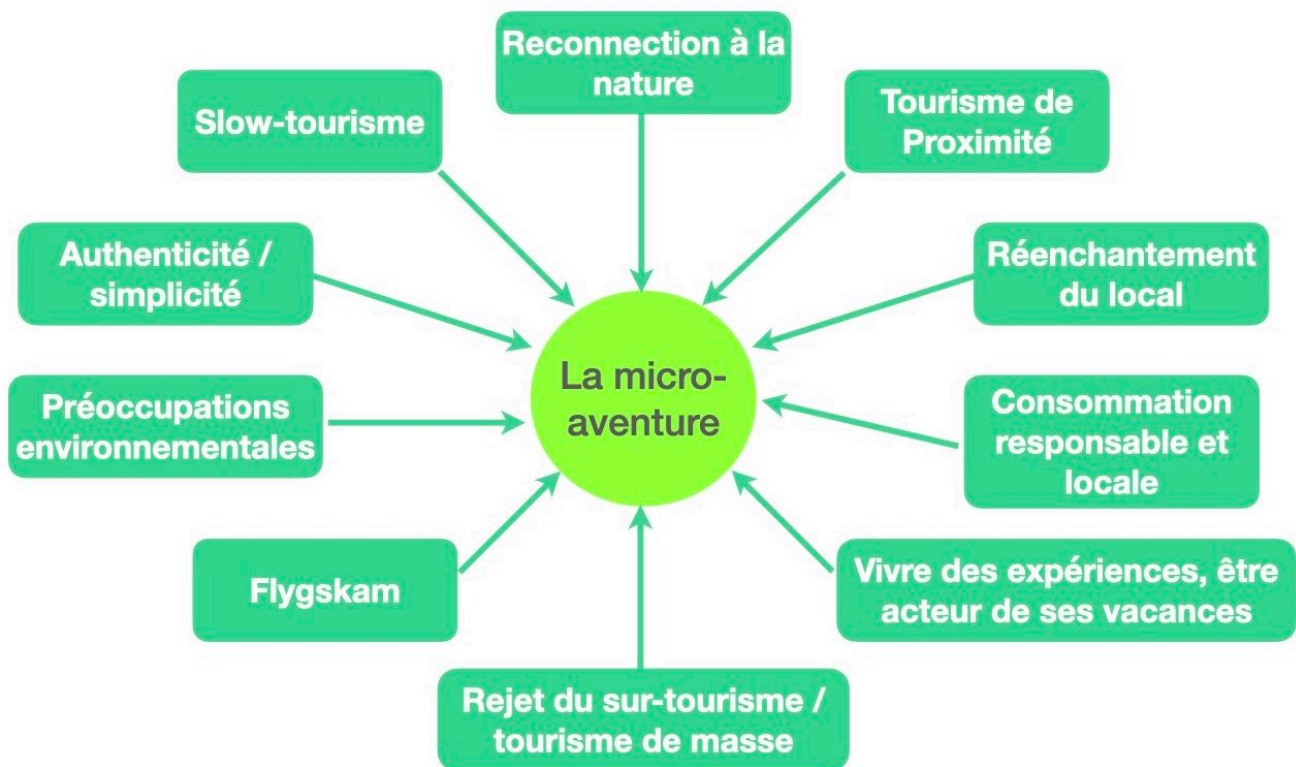 Reconnection à la
nature
Slow-tourisme
Tourisme de
Proximité
Authenticité /
simplicité
Réenchantement
du local
La micro-
aventure
Préoccupations
environnementales
Consommation
responsable et
locale
Flygskam
Vivre des expériences, être
acteur de ses vacances
Rejet du sur-tourisme /
tourisme de masse